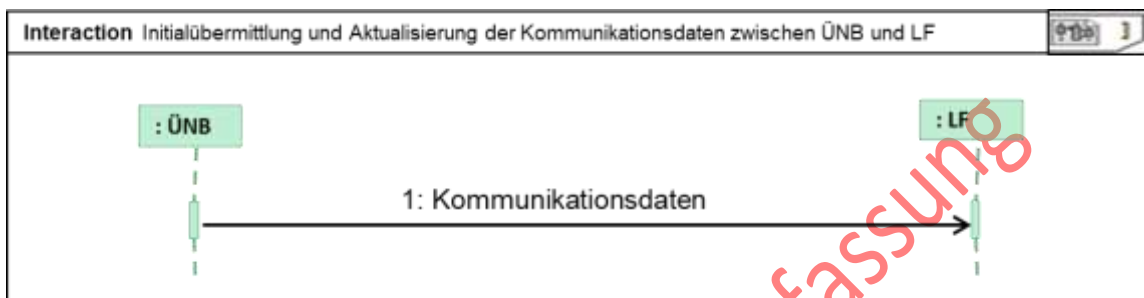 Interaction Initialübermittlung und Aktualisierung der Kommunikationsdaten zwischen ÜNB und LF
: ÜNB
: LF
1: Kommunikationsdaten
fassung